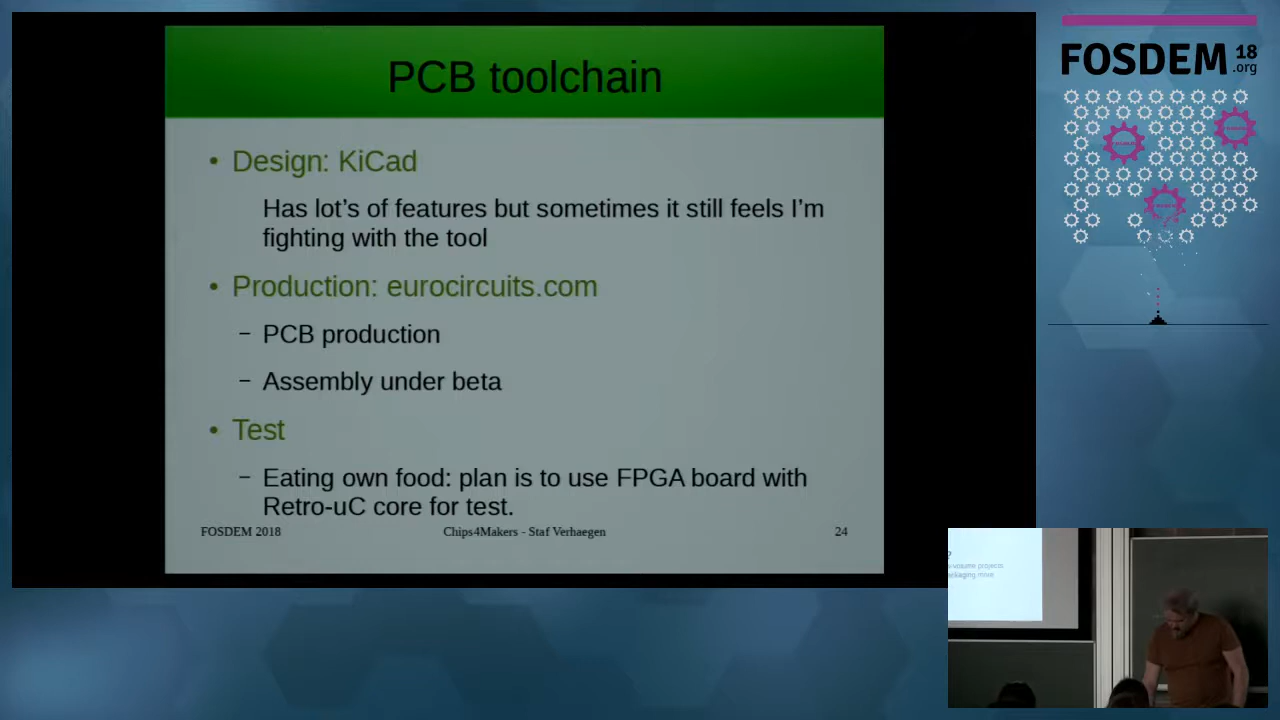 PCB toolchain
• Design: KiCad
Has lot’s of features but sometimes it still feels I’m
fighting with the tool
• Production: eurocircuits.com
– PCB production
– Assembly under beta
• Test
– Eating own food: plan is to use FPGA board with
Retro-uC core for test.
FOSDEM 2018
Chips4Makers - Staf Verhaegen
24
FOSDEM 18
.org